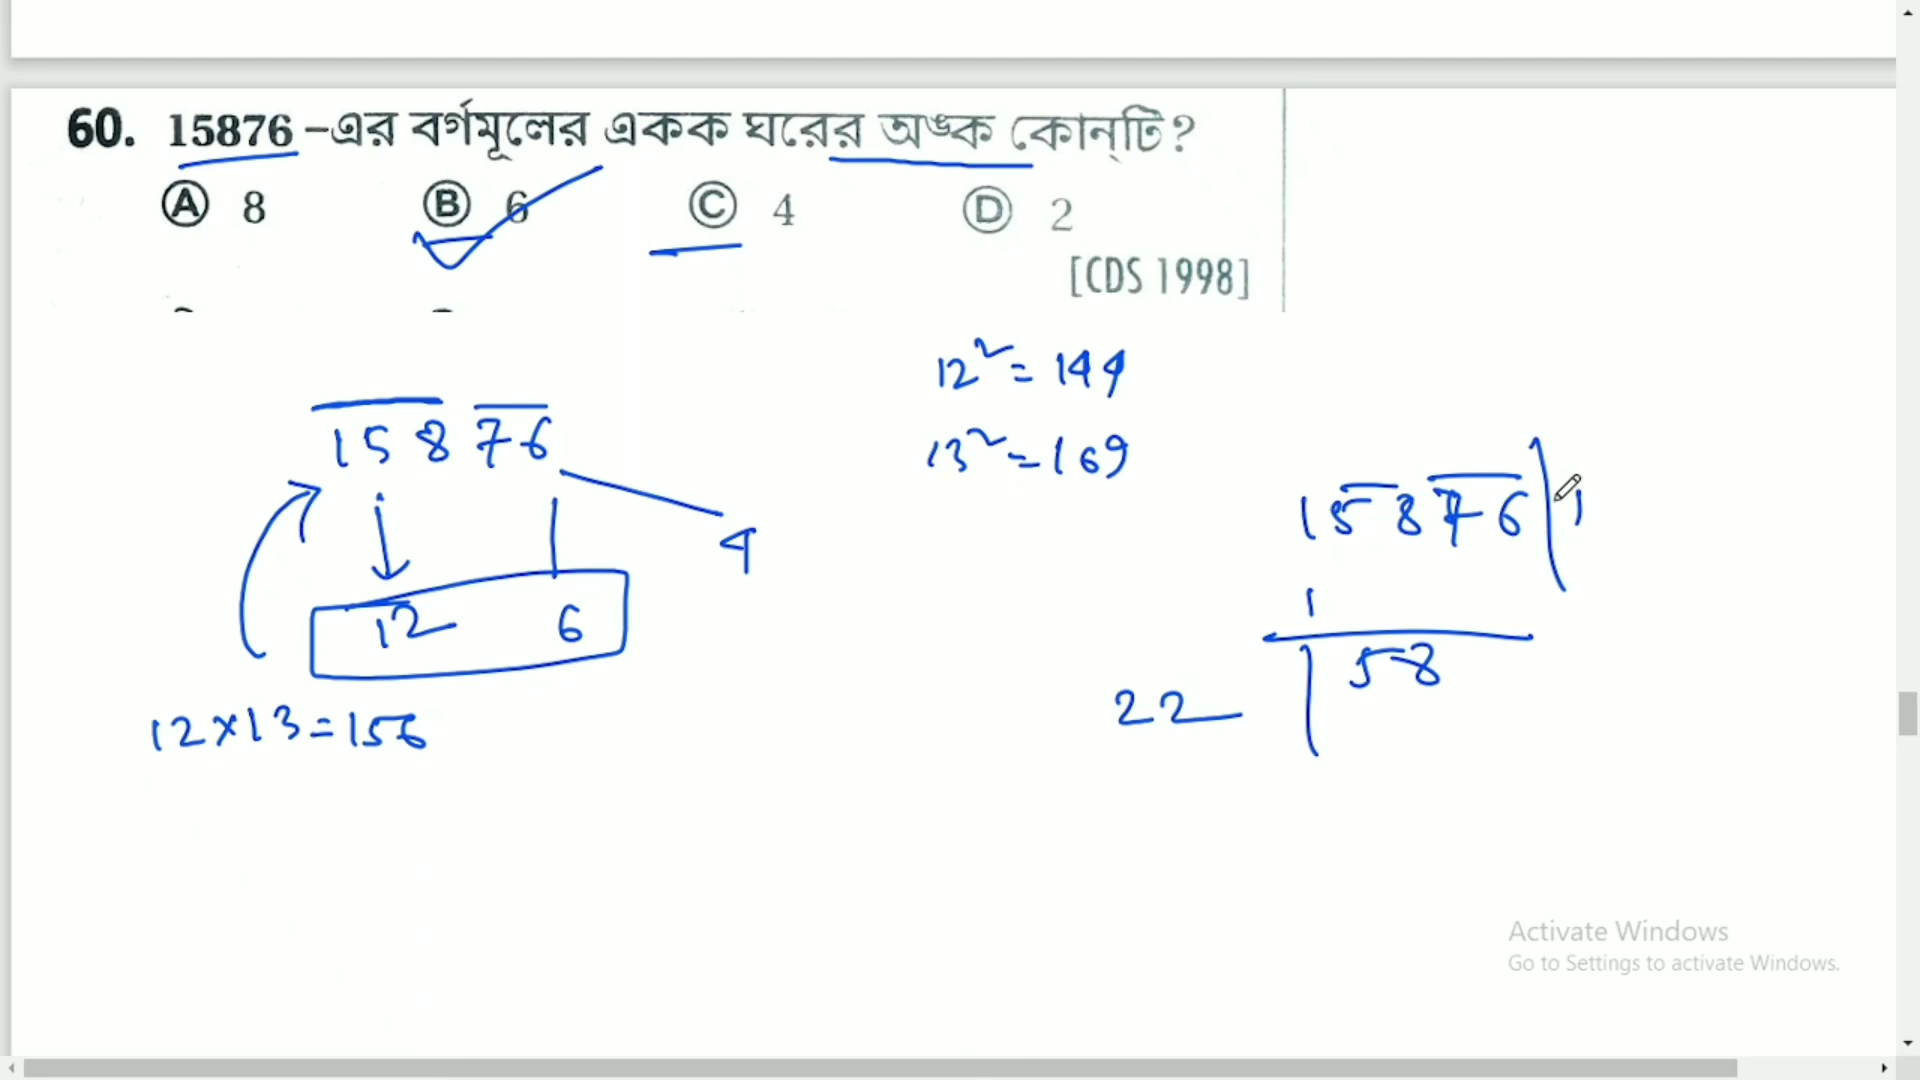 60. 15876 –এর বর্গমূলের একক ঘরের অঙ্ক কোন্‌টি?
A 8 B 6 C 4 D 2
[CDS 1998]
12² = 144
13² = 169
15876
4
12 6
12×13=156
15876 1
1
22 58
Activate Windows
Go to Settings to activate Windows.